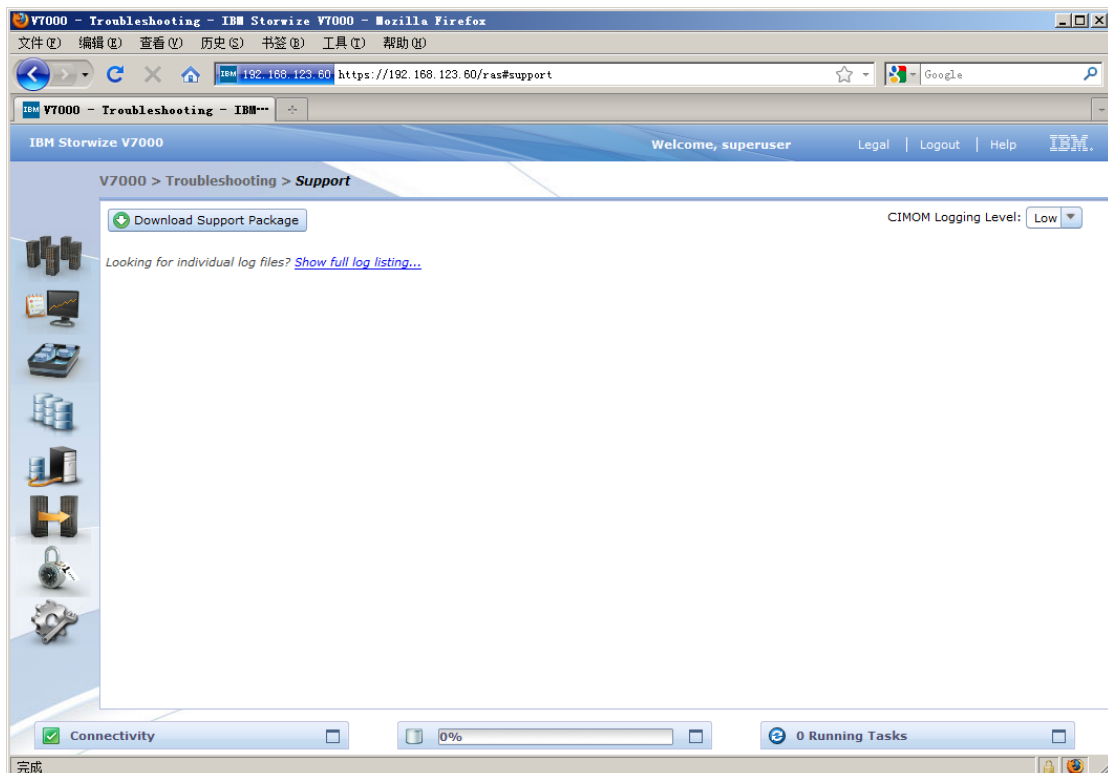 V7000 - Troubleshooting - IBM Storwize V7000 - Mozilla Firefox
文件(F) 编辑(E) 查看(V) 历史(S) 书签(B) 工具(T) 帮助(H)
IBM 192.168.123.60 https://192.168.123.60/ras#support Google
IBM V7000 - Troubleshooting - IBM...
IBM Storwize V7000 Welcome, superuser Legal | Logout | Help IBM.
V7000 > Troubleshooting > Support
Download Support Package CIMOM Logging Level: Low
Looking for individual log files? Show full log listing...
Connectivity 0% 0 Running Tasks
完成